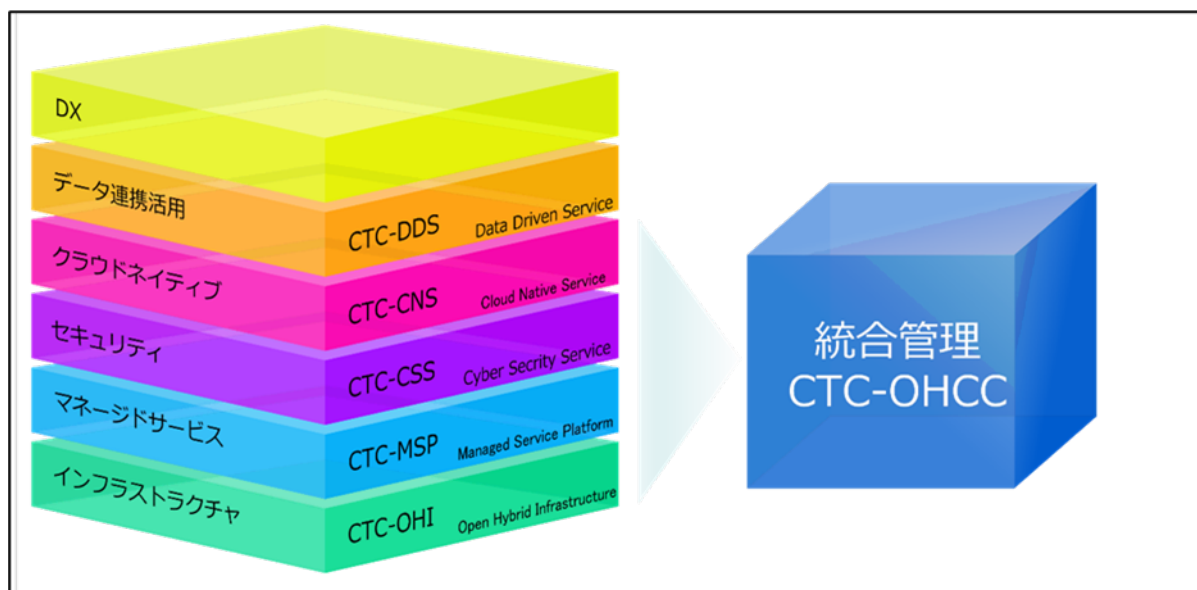 DX
データ連携活用
CTC-DDS Data Driven Service
クラウドネイティブ
CTC-CNS Cloud Native Service
セキュリティ
CTC-CSS Cyber Secrity Service
マネージドサービス
CTC-MSP Managed Service Platform
インフラストラクチャ
CTC-OHI Open Hybrid Infrastructure
統合管理
CTC-OHCC